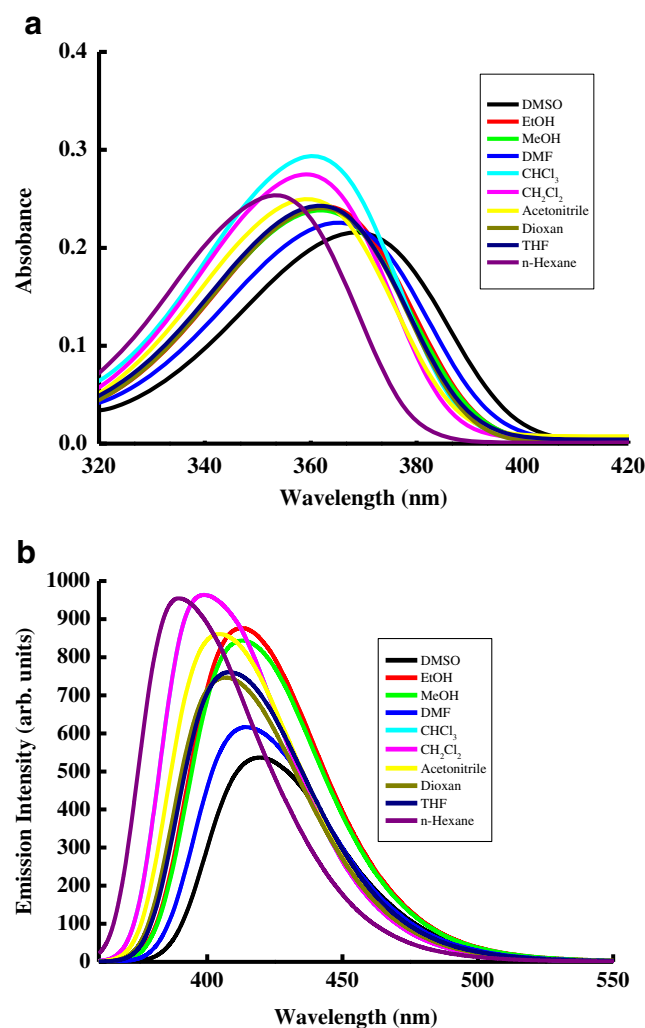 a
0.4
0.3
0.2
0.1
0.0
Absobance
DMSO
EtOH
MeOH
DMF
CHCl3
CH2Cl2
Acetonitrile
Dioxan
THF
n-Hexane
320 340 360 380 400 420
Wavelength (nm)
b
1000
900
800
700
600
500
400
300
200
100
0
Emission Intensity (arb. units)
DMSO
EtOH
MeOH
DMF
CHCl3
CH2Cl2
Acetonitrile
Dioxan
THF
n-Hexane
400 450 500 550
Wavelength (nm)